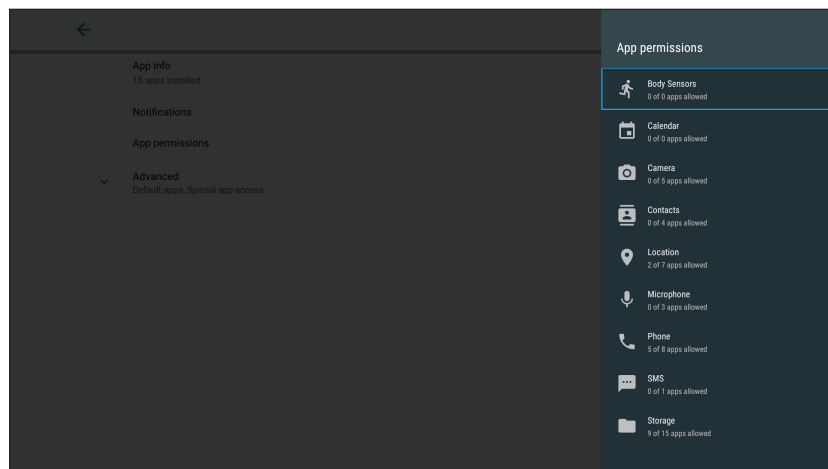 App info
15 apps installed
Notifications
App permissions
Advanced
Default apps, Special app access
App permissions
Body Sensors
0 of 0 apps allowed
Calendar
0 of 0 apps allowed
Camera
0 of 5 apps allowed
Contacts
0 of 4 apps allowed
Location
2 of 7 apps allowed
Microphone
0 of 3 apps allowed
Phone
5 of 8 apps allowed
SMS
0 of 1 apps allowed
Storage
9 of 15 apps allowed